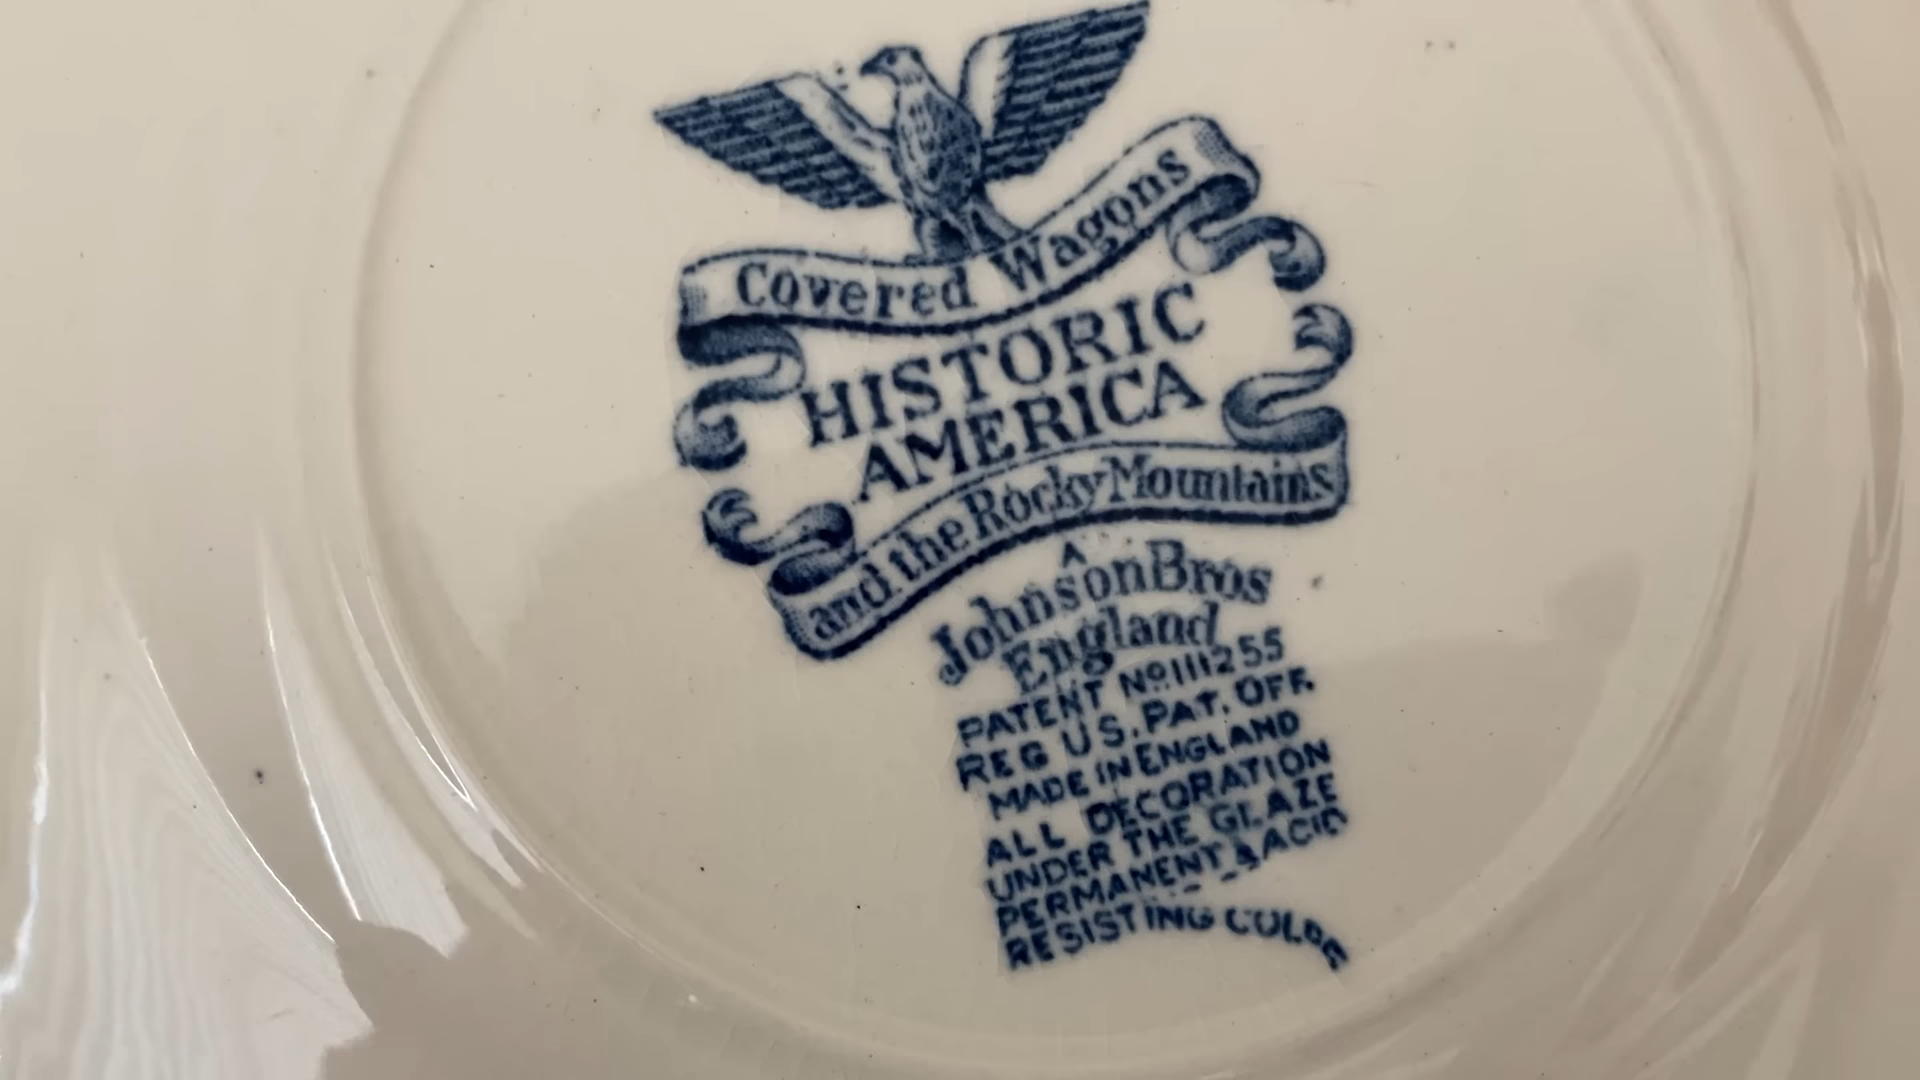 Covered Wagons
HISTORIC
AMERICA
and the Rocky Mountains
A
Johnson Bros
England
PATENT No. 111255
REG U.S. PAT. OFF.
MADE IN ENGLAND
ALL DECORATION
UNDER THE GLAZE
PERMANENT & ACID
RESISTING COLOR